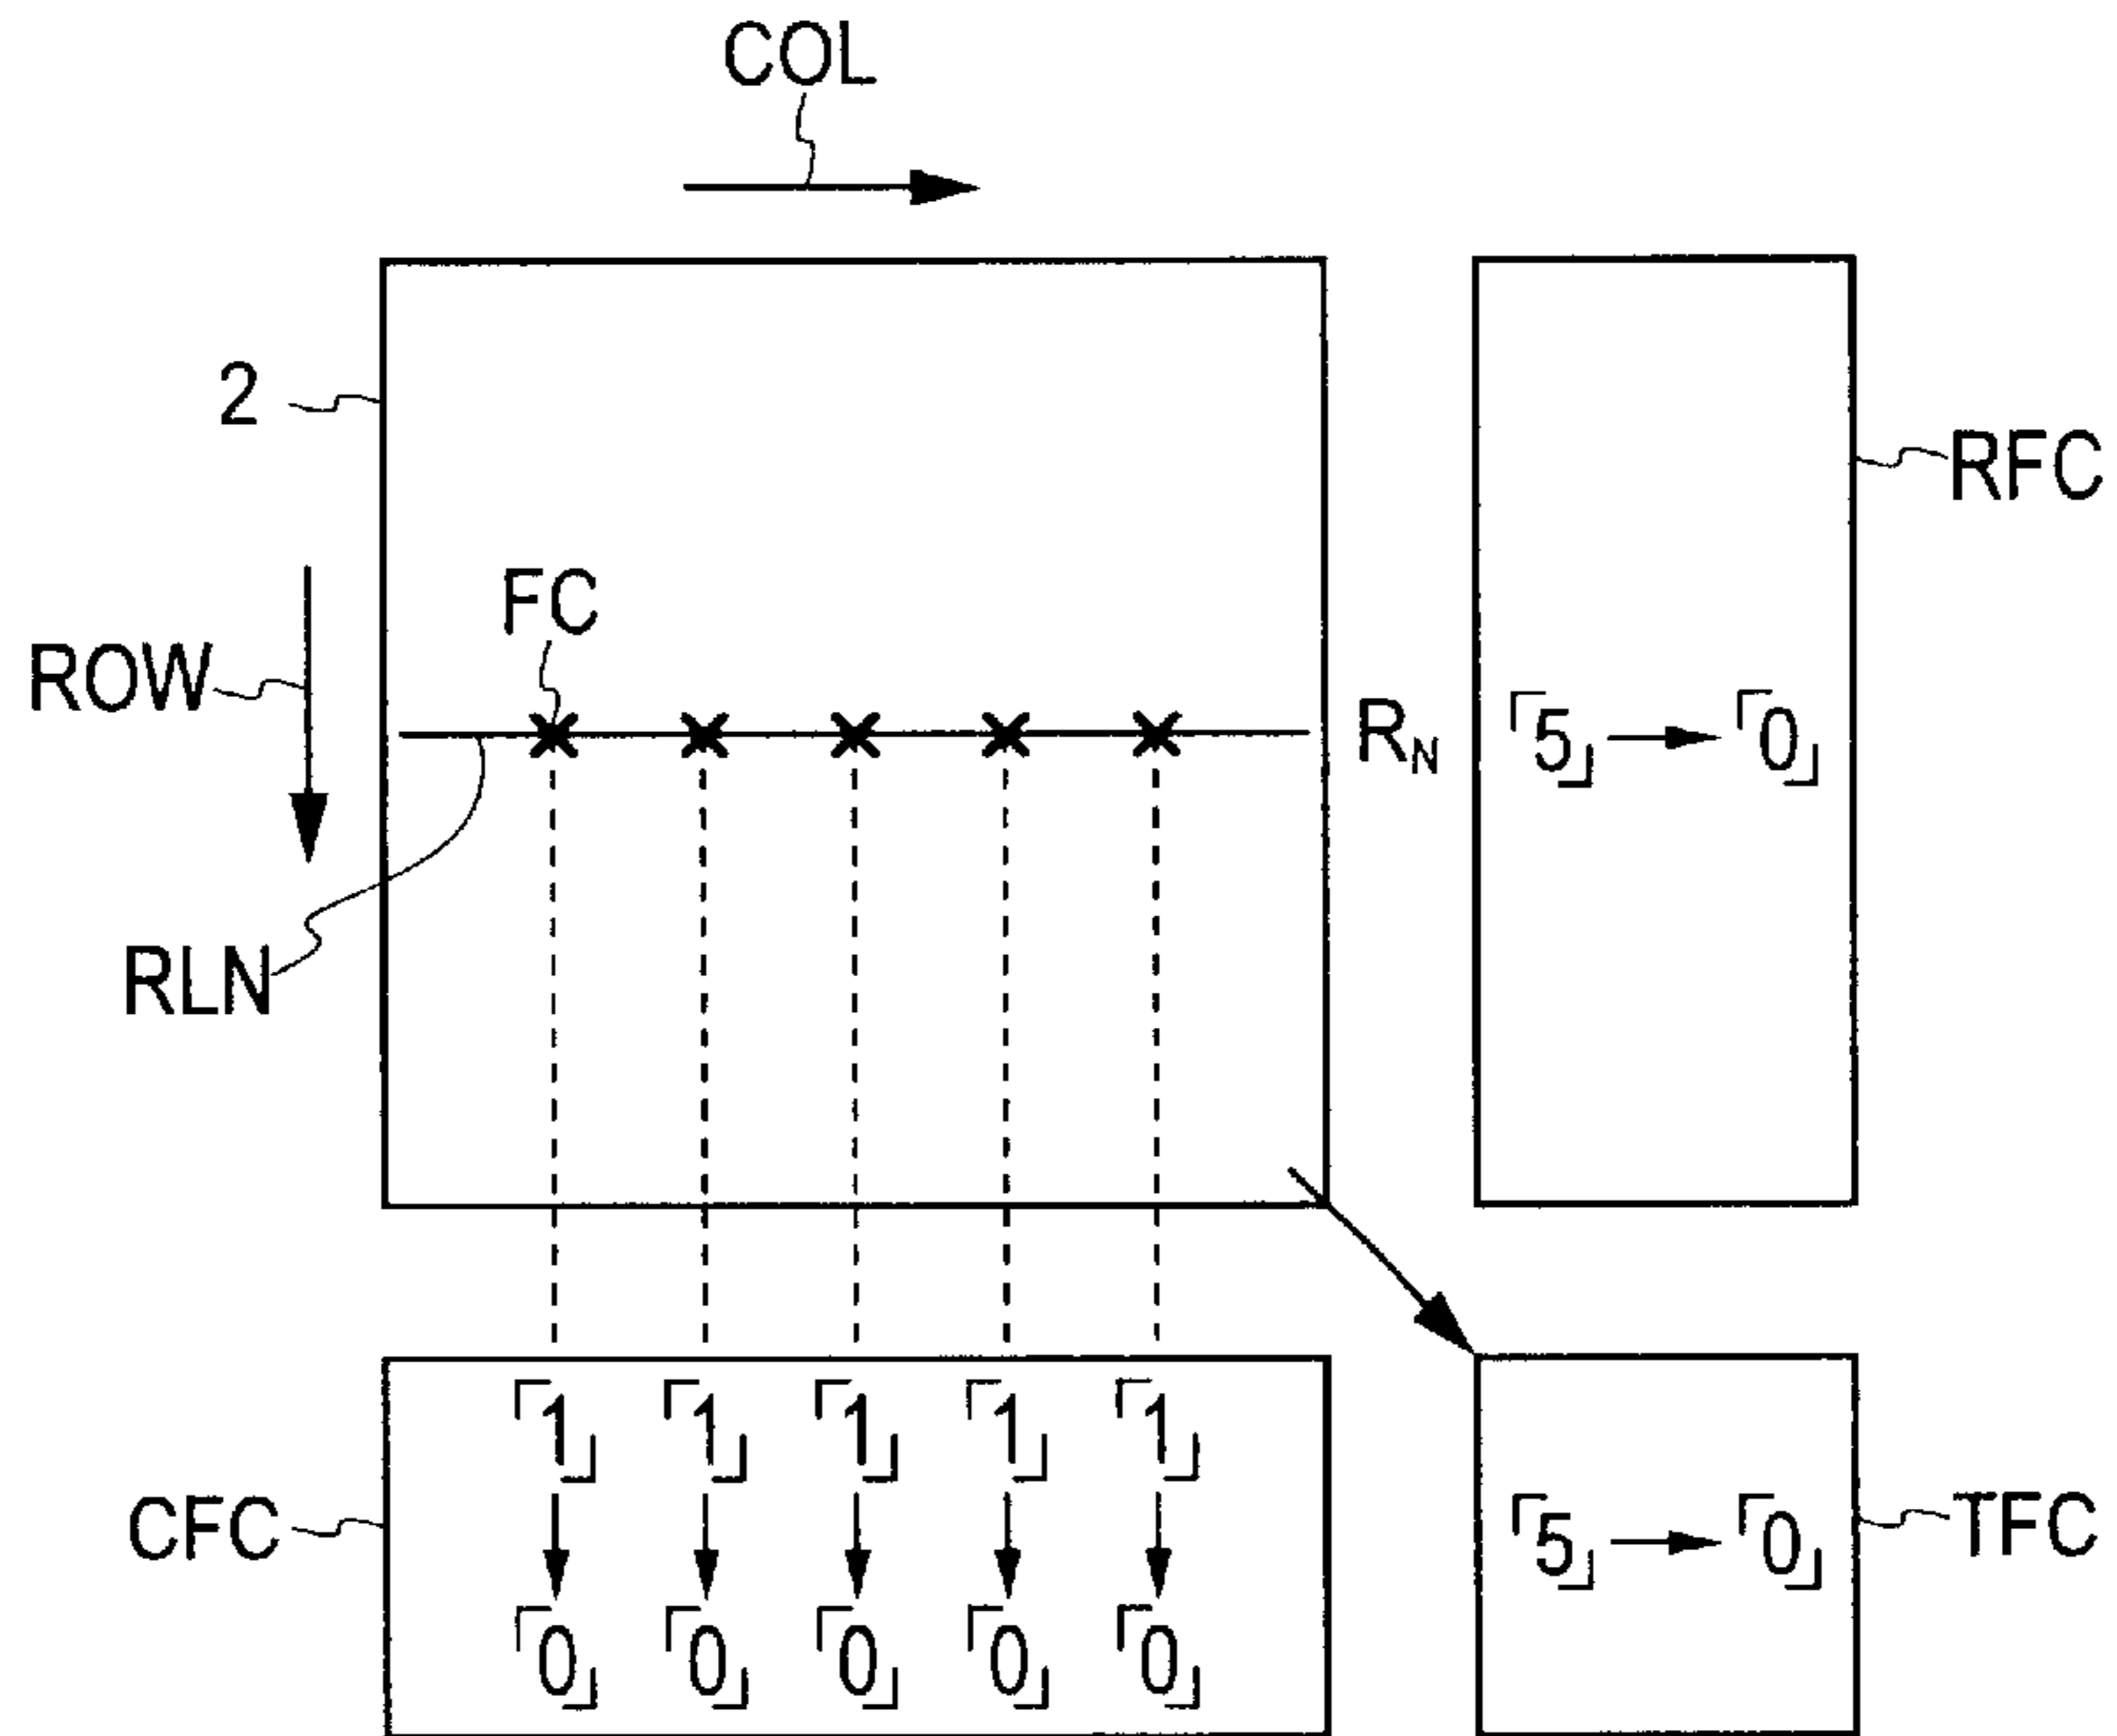 COL
2
RFC
FC
ROW
R_N
「5」 → 「0」
RLN
「1」 「1」 「1」 「1」 「1」
CFC
「5」 → 「0」
TFC
「0」 「0」 「0」 「0」 「0」